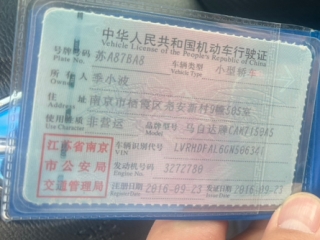 中华人民共和国机动车行驶证
Vehicle License of the People's Republic of China
号牌号码 苏A87BA8 车辆类型 小型轿车
Plate No. Vehicle Type
所有人 季小波
Owner
住址 南京市栖霞区尧安新村9幢505室
Address
使用性质 非营运 品牌型号 马自达牌CAM7150A5
Use Character Model
江苏省南京
市公安局
交通管理局
车辆识别代号
VIN
发动机号码 3272780
Engine No.
注册日期 2016-09-23 发证日期 2016-09-23
Register Date Issue Date